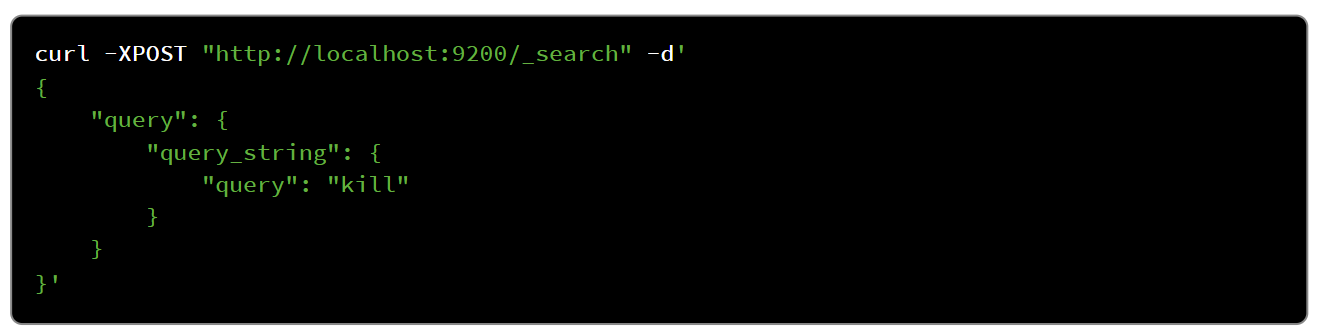 curl -XPOST "http://localhost:9200/_search" -d'
{
    "query": {
        "query_string": {
            "query": "kill"
        }
    }
}'